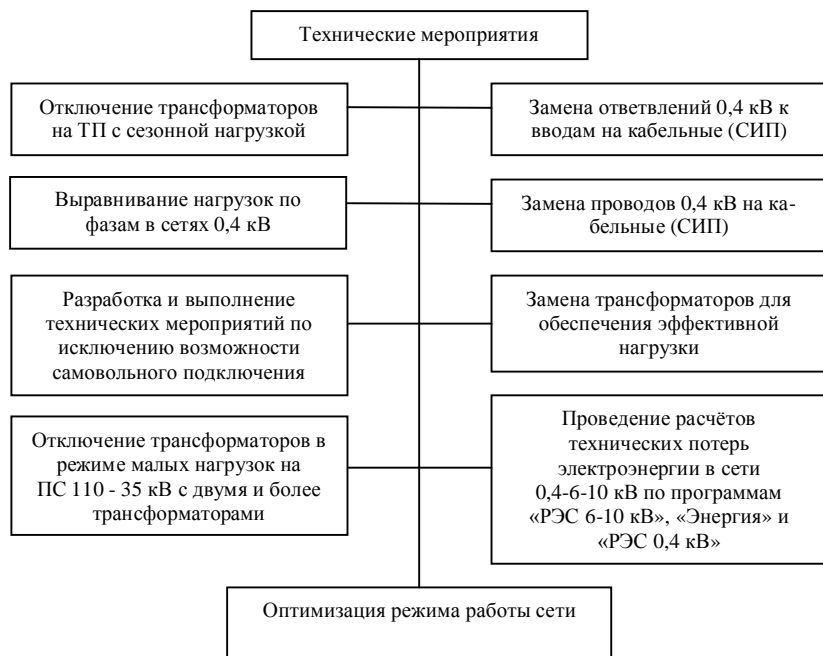 Технические мероприятия
Отключение трансформаторов
на ТП с сезонной нагрузкой
Замена ответвлений 0,4 кВ к
вводам на кабельные (СИП)
Выравнивание нагрузок по
фазам в сетях 0,4 кВ
Замена проводов 0,4 кВ на ка-
бельные (СИП)
Разработка и выполнение
технических мероприятий по
исключению возможности
самовольного подключения
Замена трансформаторов для
обеспечения эффективной
нагрузки
Отключение трансформаторов в
режиме малых нагрузок на
ПС 110 - 35 кВ с двумя и более
трансформаторами
Проведение расчётов
технических потерь
электроэнергии в сети
0,4-6-10 кВ по программам
«РЭС 6-10 кВ», «Энергия» и
«РЭС 0,4 кВ»
Оптимизация режима работы сети